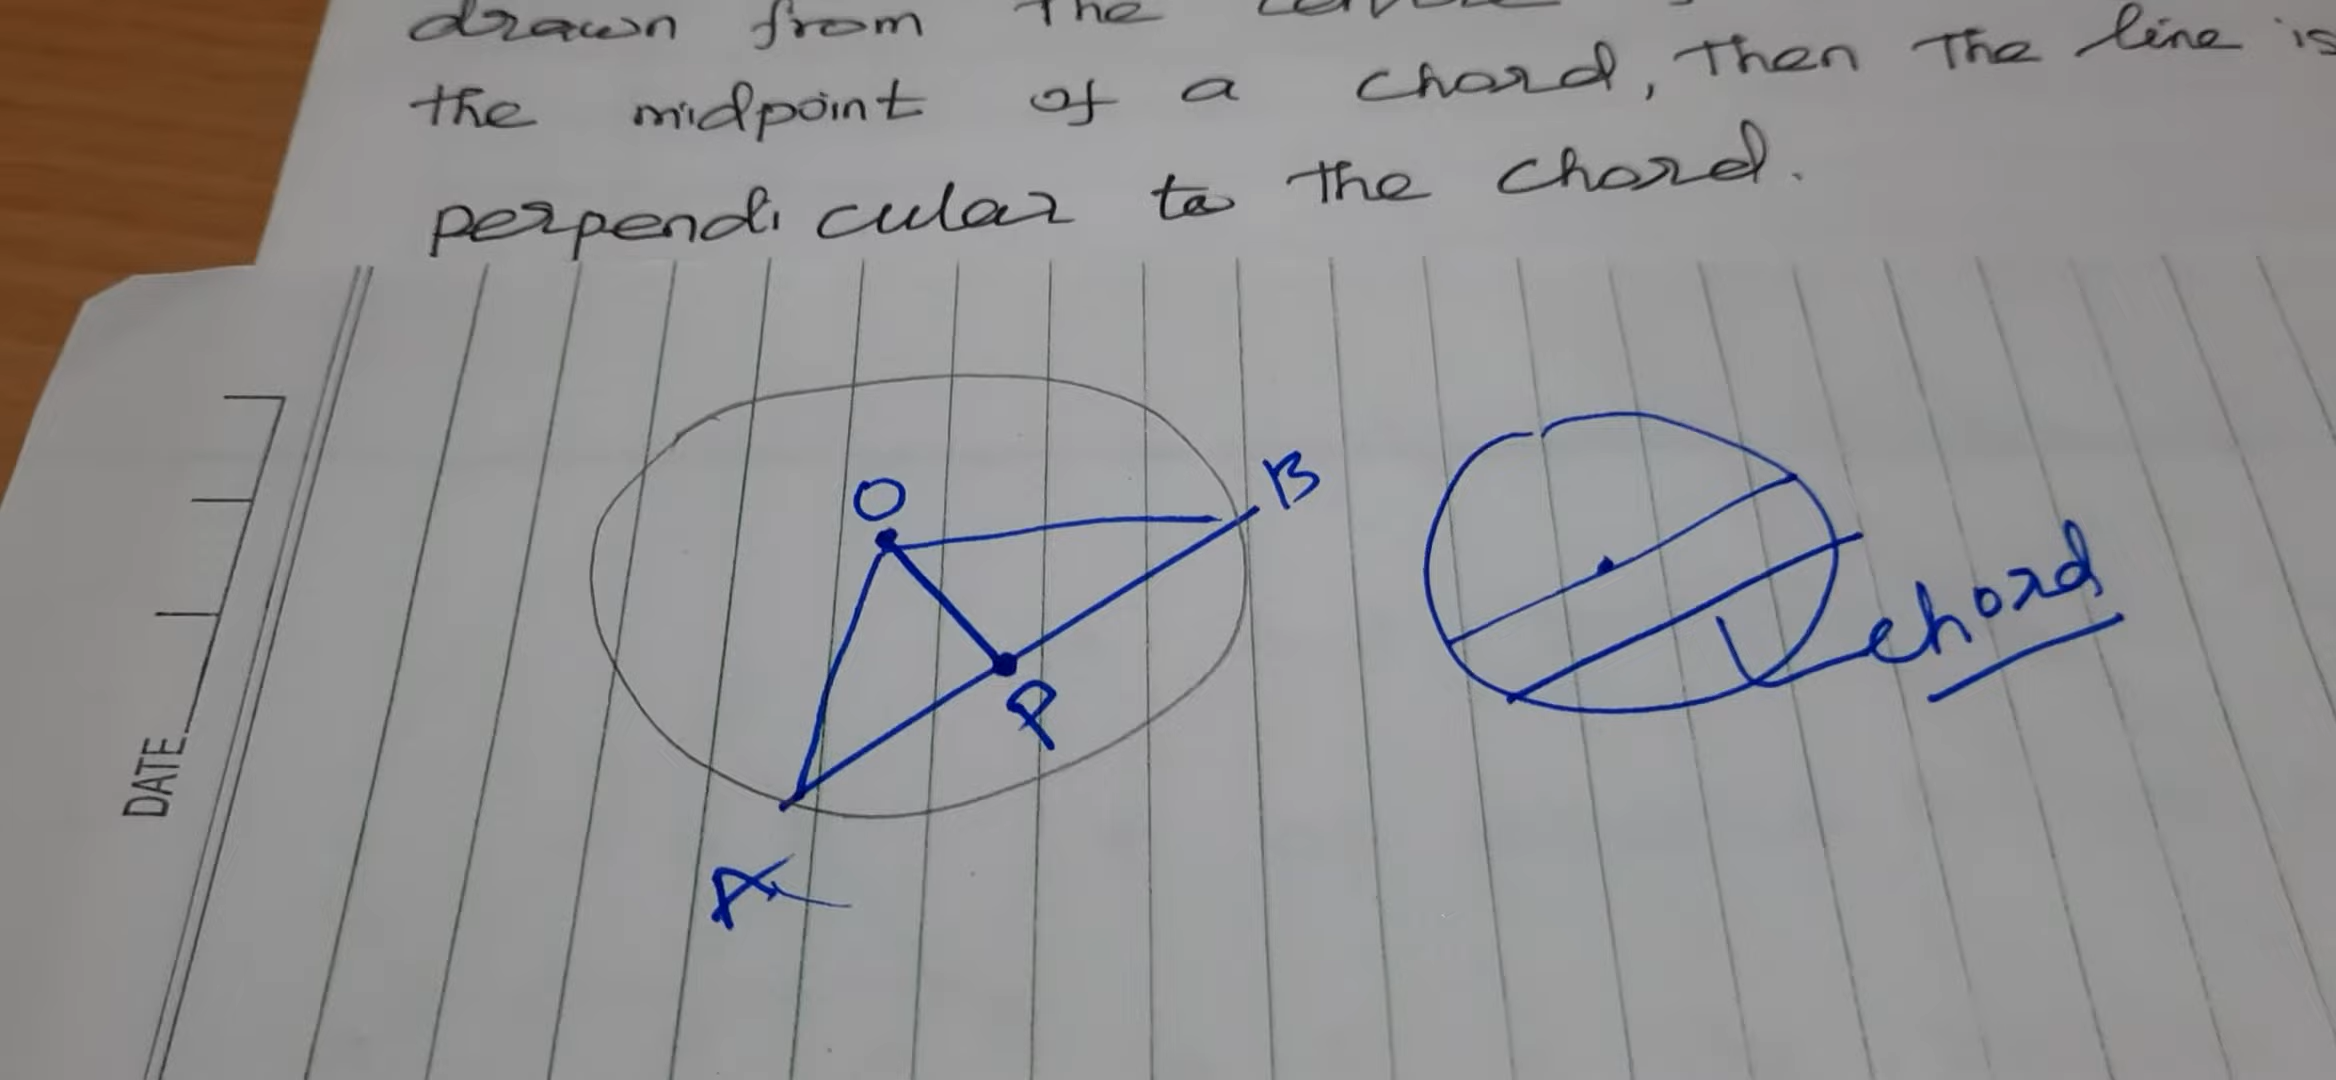 drawn from The
the midpoint of a chord, Then The line is
perpendicular to the chord.
O
B
P
A
chord
DATE